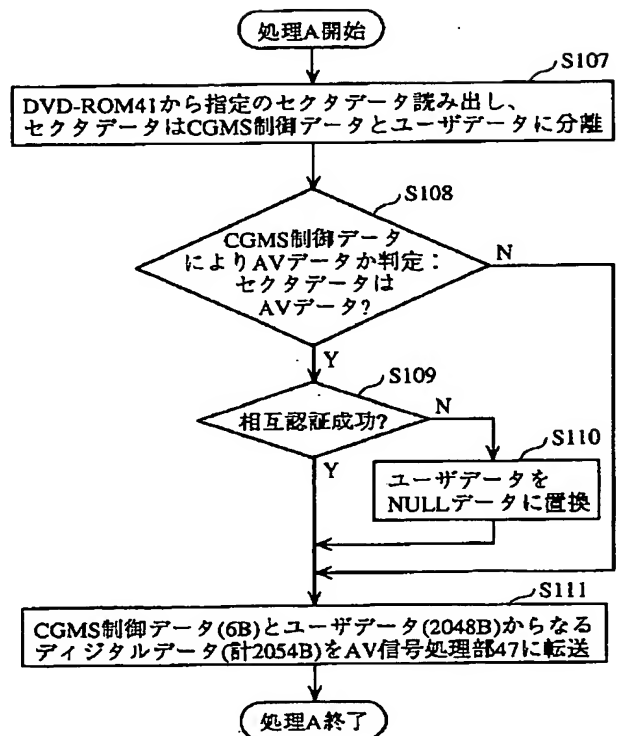 処理A開始
S107
DVD-ROM41から指定のセクタデータ読み出し、
セクタデータはCGMS制御データとユーザデータに分離
S108
CGMS制御データ
によりAVデータか判定：
セクタデータは
AVデータ?
N
Y
S109
相互認証成功?
N
Y
S110
ユーザデータを
NULLデータに置換
S111
CGMS制御データ(6B)とユーザデータ(2048B)からなる
ディジタルデータ(計2054B)をAV信号処理部47に転送
処理A終了